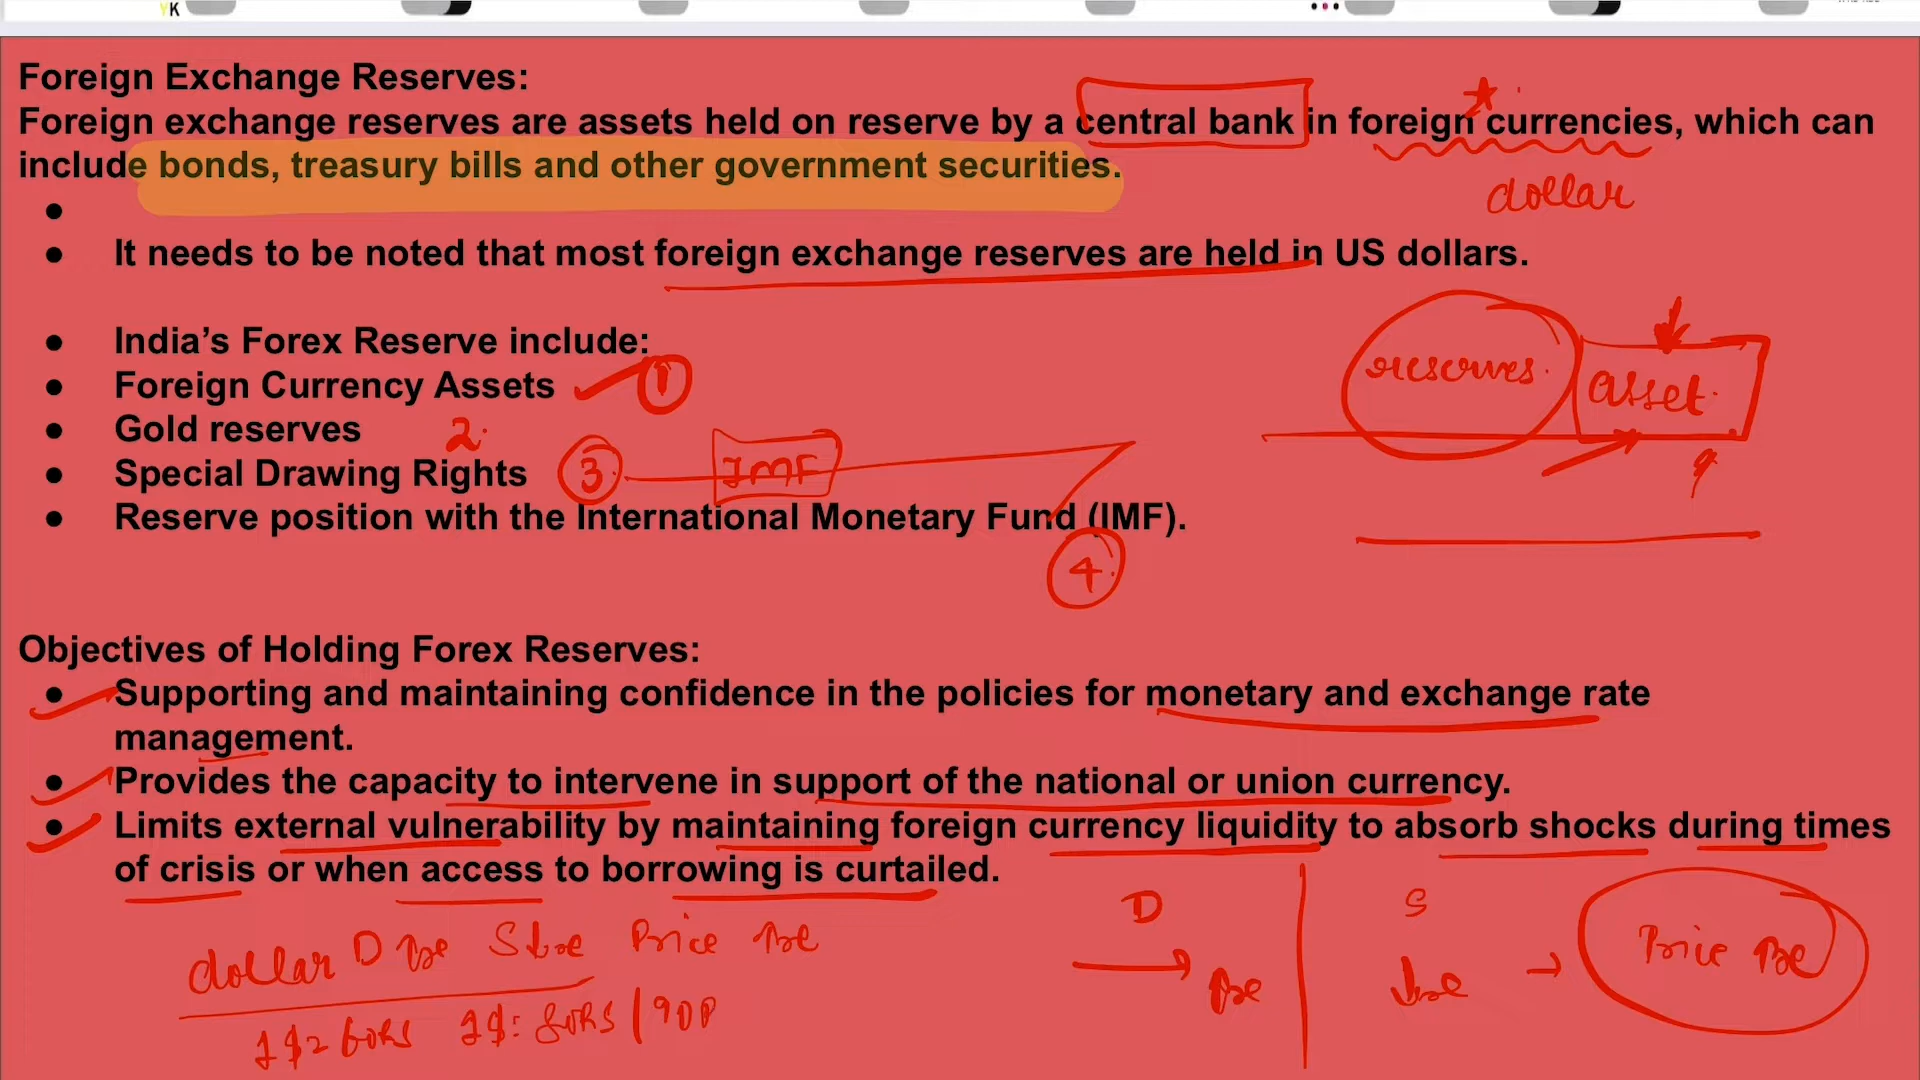 YK
Foreign Exchange Reserves:
Foreign exchange reserves are assets held on reserve by a central bank in foreign currencies, which can
include bonds, treasury bills and other government securities.
dollar
It needs to be noted that most foreign exchange reserves are held in US dollars.
India’s Forex Reserve include:
Foreign Currency Assets 1
reserves. asset.
Gold reserves 2.
Special Drawing Rights 3 IMF
Reserve position with the International Monetary Fund (IMF).
4
Objectives of Holding Forex Reserves:
Supporting and maintaining confidence in the policies for monetary and exchange rate
management.
Provides the capacity to intervene in support of the national or union currency.
Limits external vulnerability by maintaining foreign currency liquidity to absorb shocks during times
of crisis or when access to borrowing is curtailed.
D S
dollar D S Price
Price
1$ 60RS 1$: 80RS